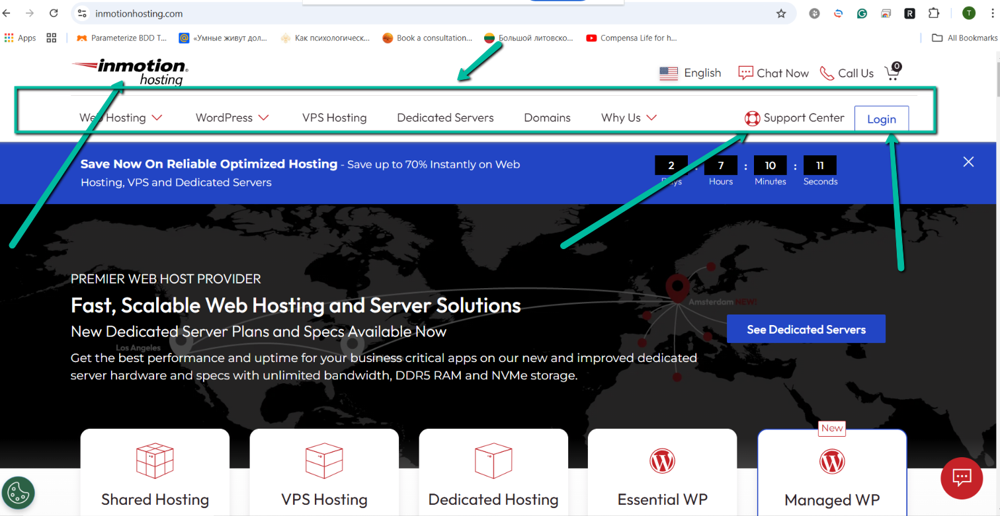 inmotionhosting.com
T
Apps
Parameterize BDD T...
«Умные живут дол...
Как психологическ...
Book a consultation...
Большой литовско...
Compensa Life for h...
All Bookmarks
inmotion®
hosting
English
Chat Now
Call Us
0
Web Hosting
WordPress
VPS Hosting
Dedicated Servers
Domains
Why Us
Support Center
Login
Save Now On Reliable Optimized Hosting - Save up to 70% Instantly on Web
Hosting, VPS and Dedicated Servers
2 : 7 : 10 : 11
Days Hours Minutes Seconds
PREMIER WEB HOST PROVIDER
Fast, Scalable Web Hosting and Server Solutions
New Dedicated Server Plans and Specs Available Now
Los Angeles
Amsterdam NEW!
Get the best performance and uptime for your business critical apps on our new and improved dedicated
server hardware and specs with unlimited bandwidth, DDR5 RAM and NVMe storage.
See Dedicated Servers
Shared Hosting
VPS Hosting
Dedicated Hosting
Essential WP
New
Managed WP